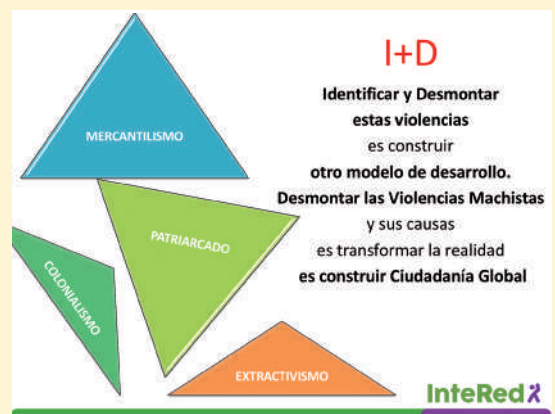 I+D
Identificar y Desmontar
estas violencias
es construir
otro modelo de desarrollo.
Desmontar las Violencias Machistas
y sus causas
es transformar la realidad
es construir Ciudadanía Global
MERCANTILISMO
PATRIARCADO
COLONIALISMO
EXTRACTIVISMO
InteRed